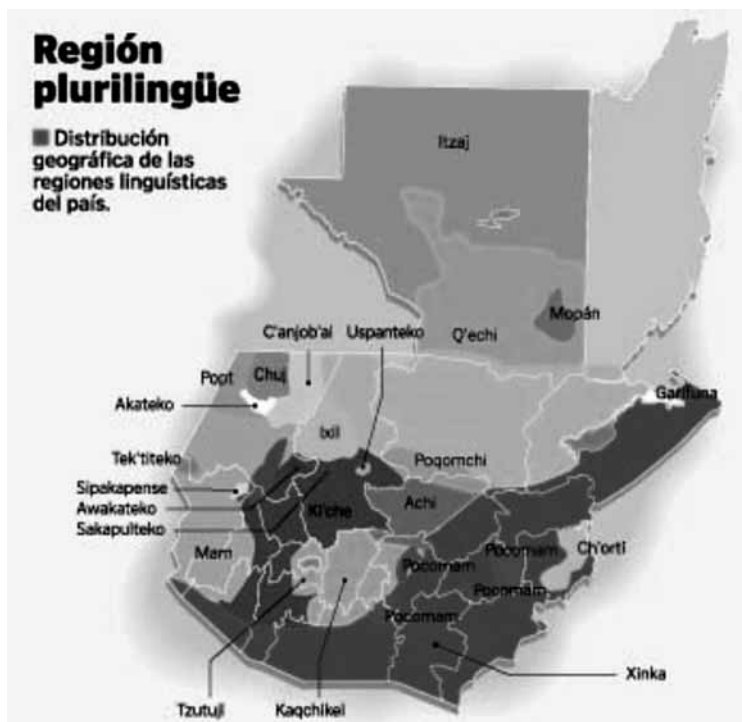 Región
plurilingüe
Distribución
geográfica de las
regiones linguísticas
del país.
Itzaj
Mopán
Q'echi
C'anjob'al
Uspanteko
Popt
Chuj
Akateko
Garífuna
Ixil
Tek'titeko
Poqomchi
Sipakapense
Awakateko
Sakapulteko
Ki'che
Achi
Mam
Pocomam
Pocomam
Ch'orti
Pocomam
Pocomam
Xinka
Tzutujl
Kaqchikel